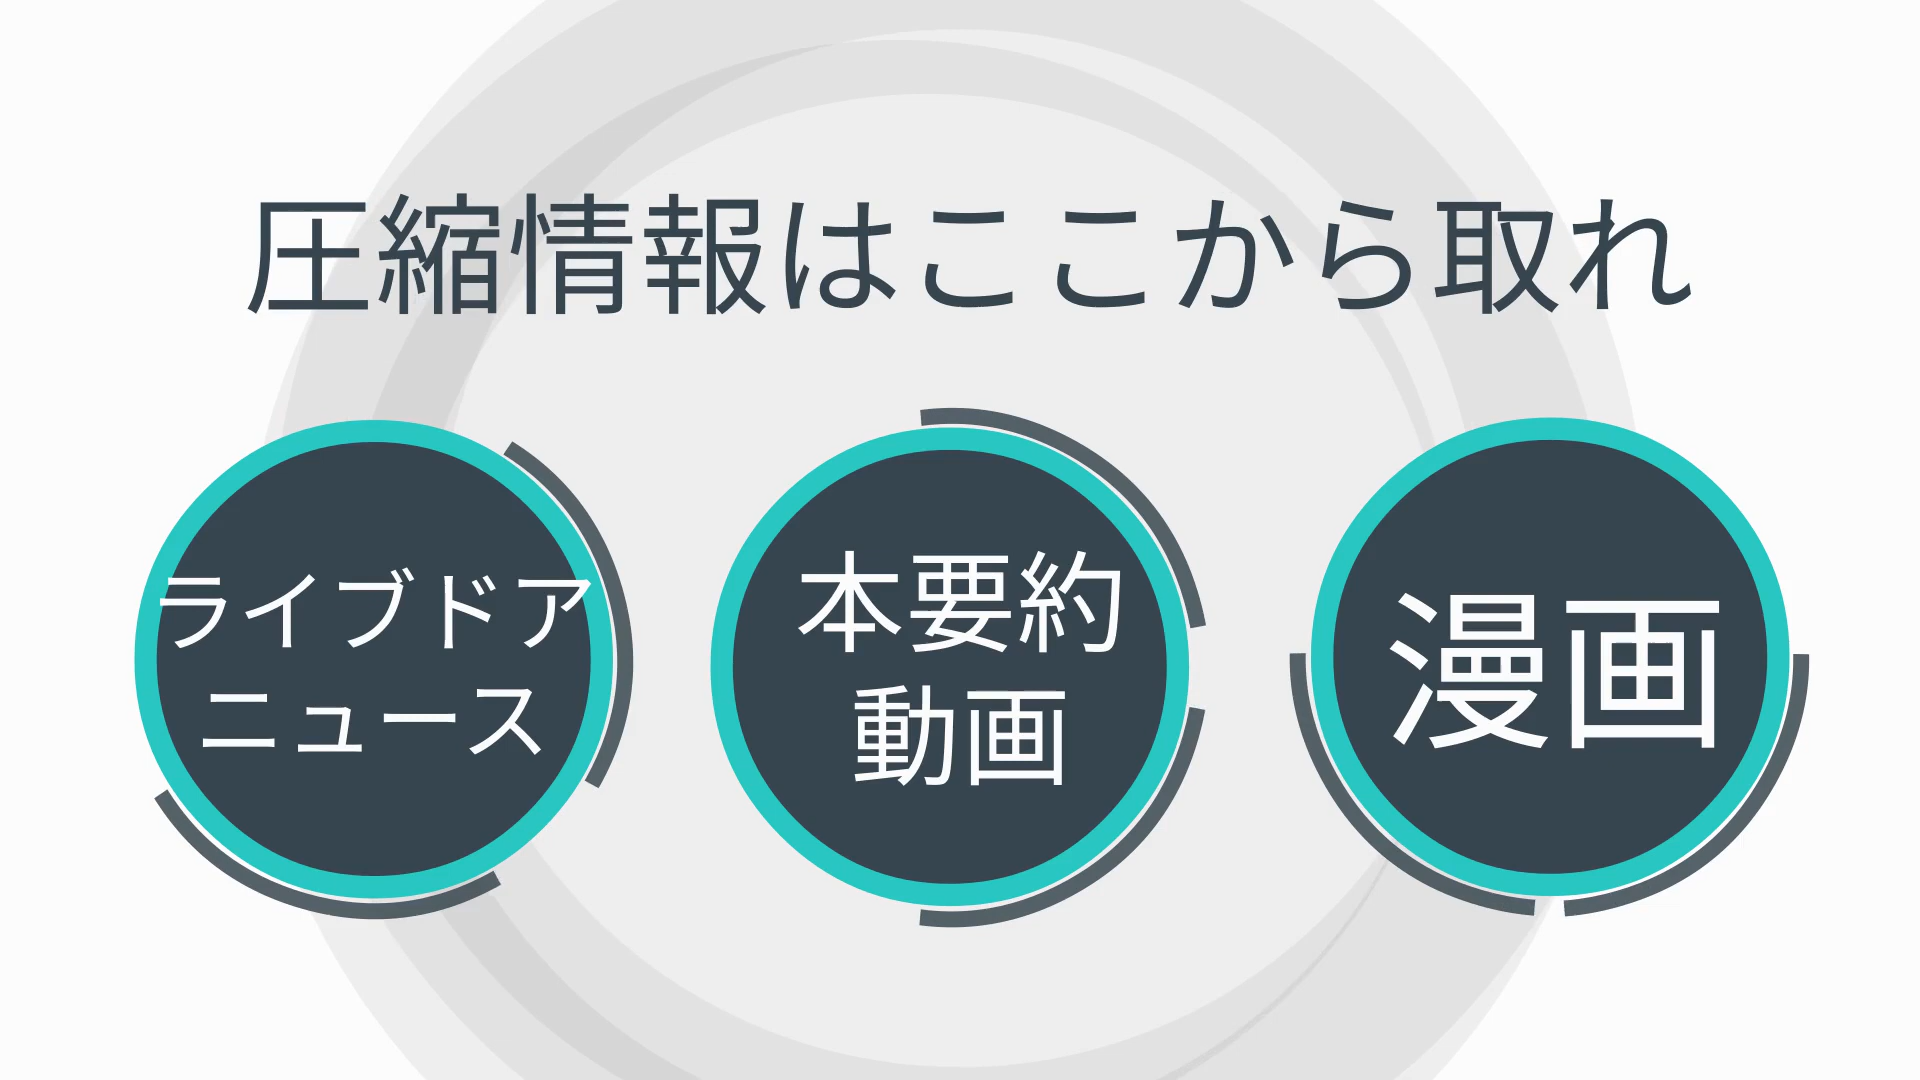 圧縮情報はここから取れ
ライブドア
ニュース
本要約
動画
漫画